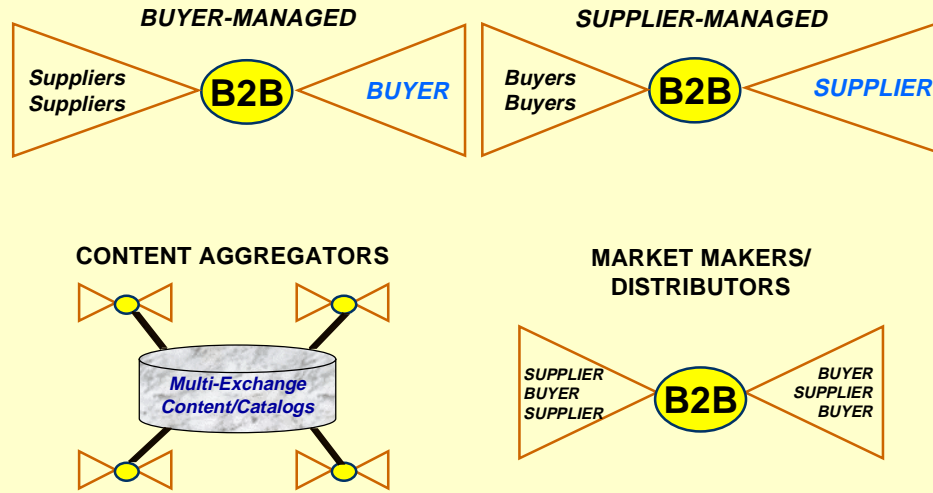 BUYER-MANAGED
Suppliers
Suppliers
B2B
BUYER
SUPPLIER-MANAGED
Buyers
Buyers
B2B
SUPPLIER
CONTENT AGGREGATORS
Multi-Exchange
Content/Catalogs
MARKET MAKERS/
DISTRIBUTORS
SUPPLIER
BUYER
SUPPLIER
B2B
BUYER
SUPPLIER
BUYER